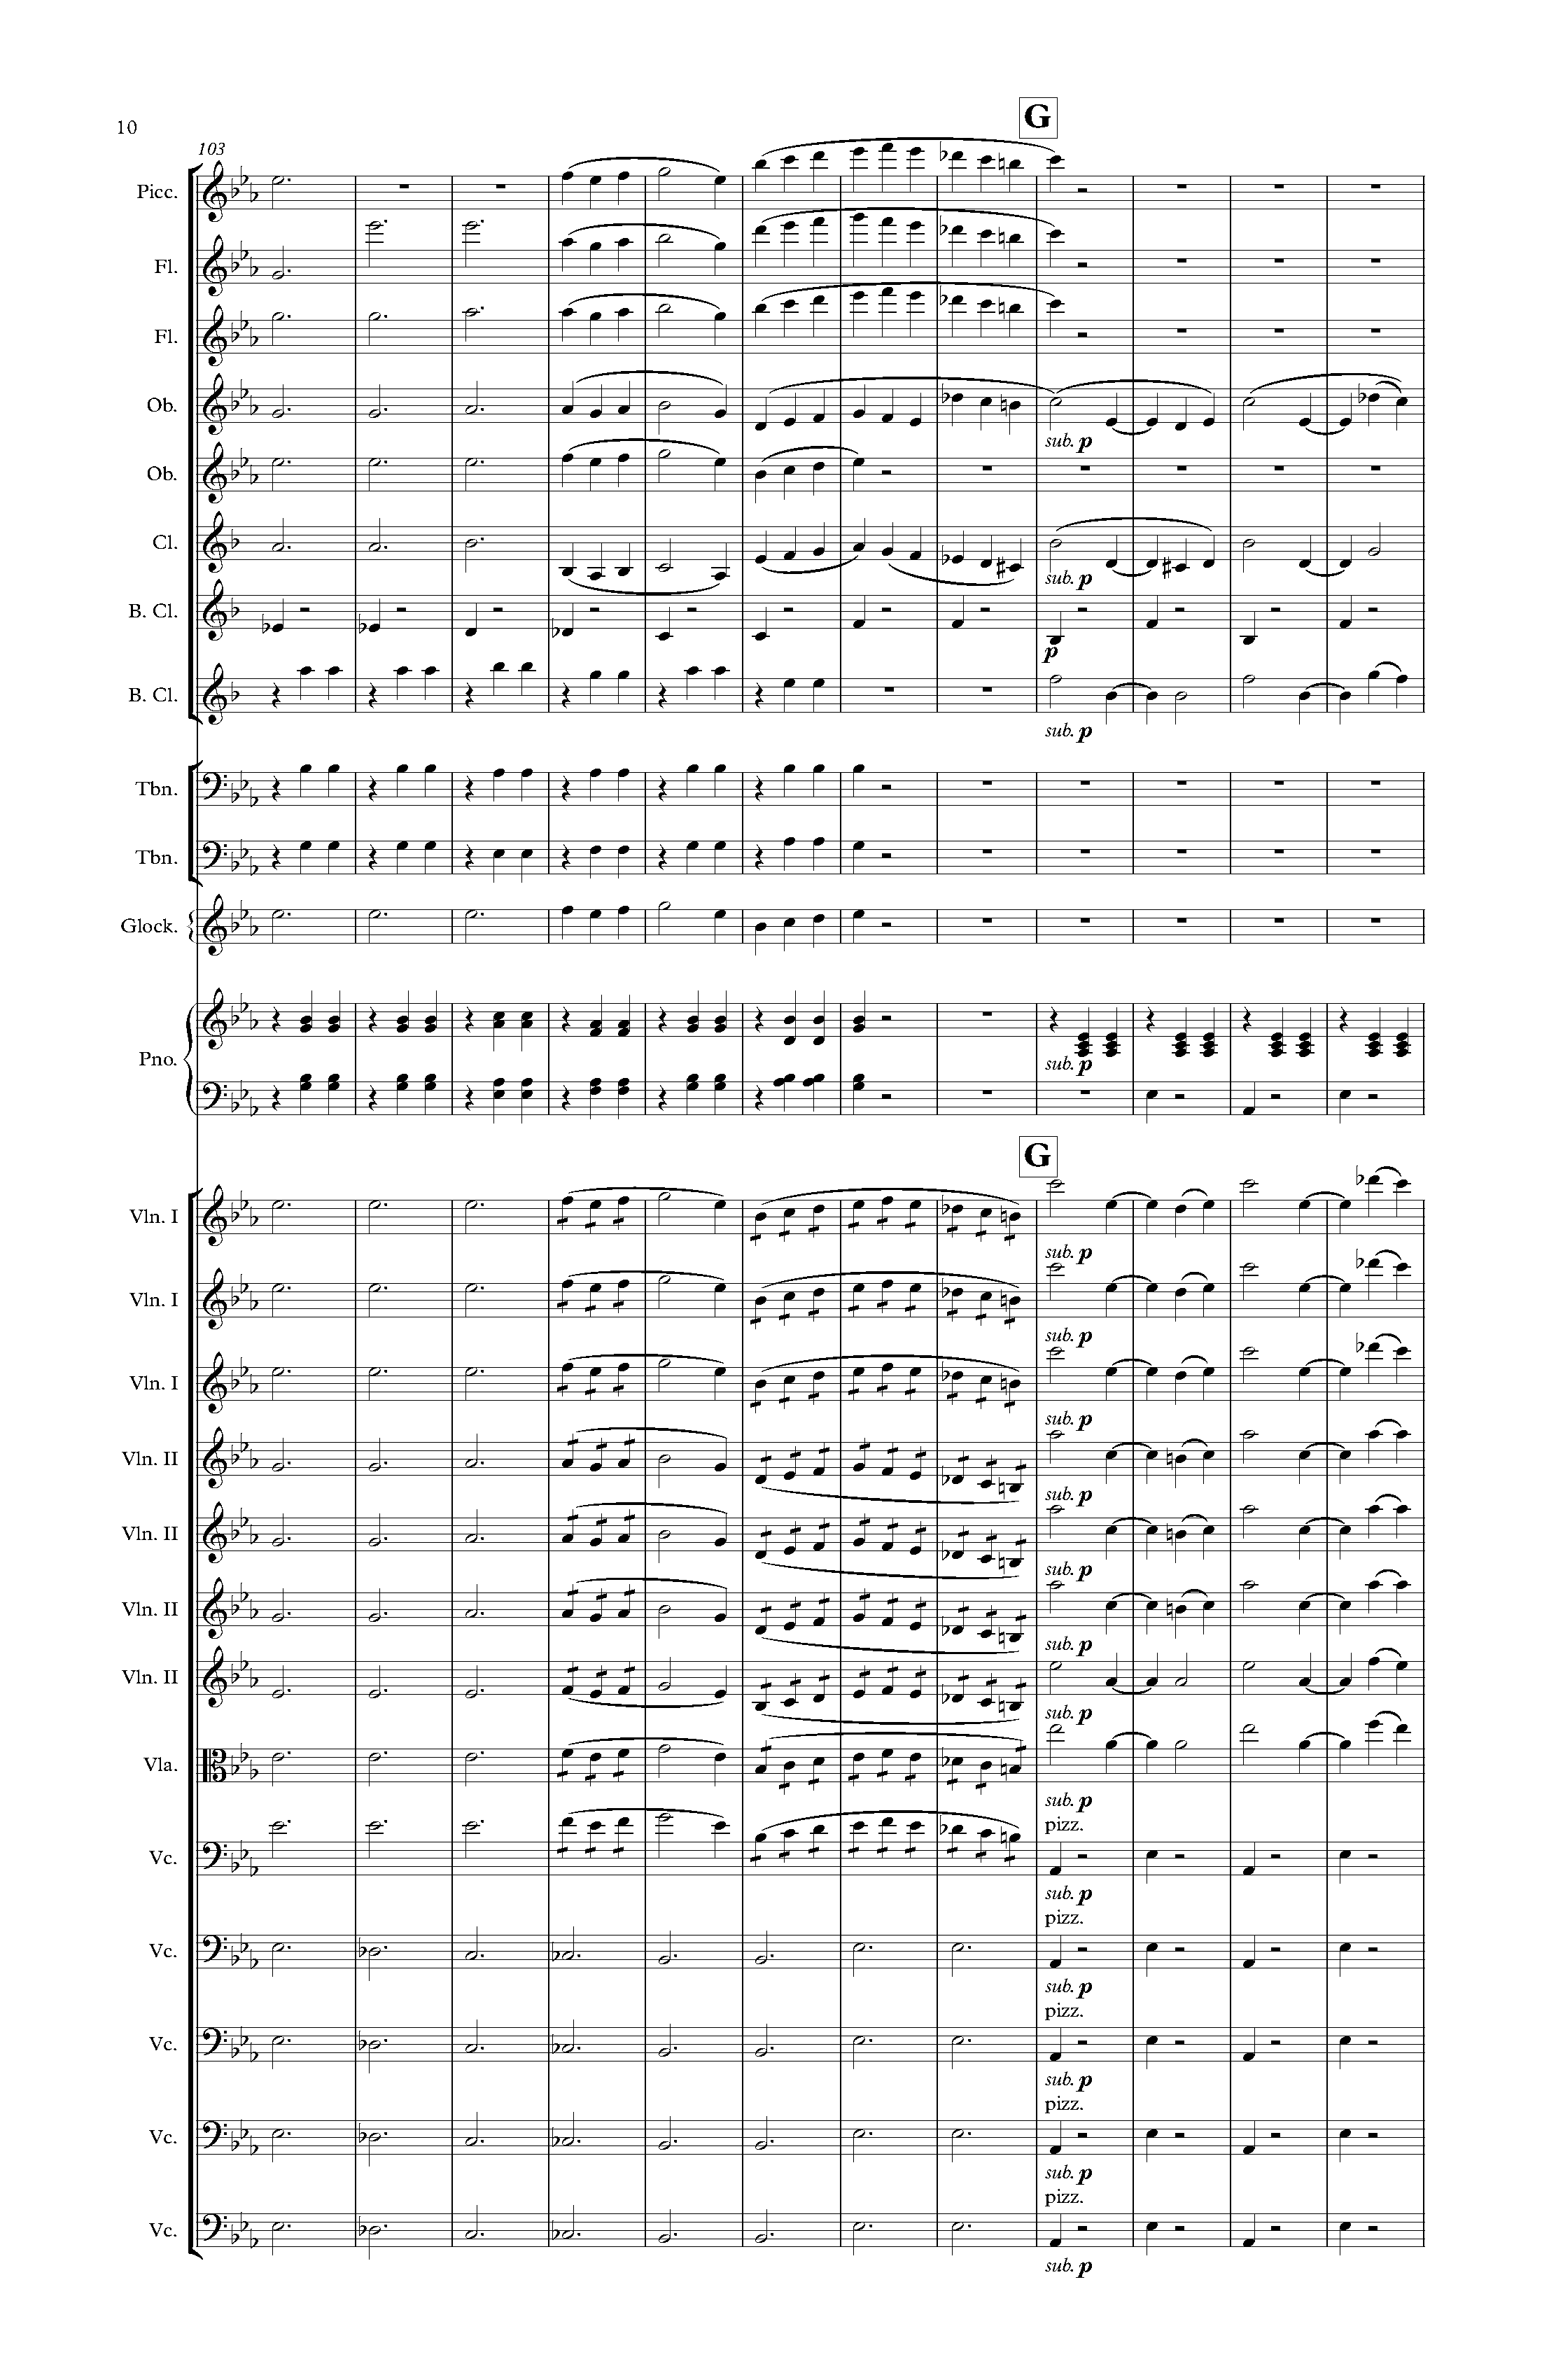 G
10
103
Picc.
Fl.
Fl.
Ob.
sub. p
Ob.
Cl.
sub. p
B. Cl.
p
B. Cl.
sub. p
Tbn.
Tbn.
Glock.
Pno.
sub. p
G
Vln. I
sub. p
Vln. I
sub. p
Vln. I
sub. p
Vln. II
sub. p
Vln. II
sub. p
Vln. II
sub. p
Vln. II
sub. p
Vla.
sub. p
pizz.
Vc.
sub. p
pizz.
Vc.
sub. p
pizz.
Vc.
sub. p
pizz.
Vc.
sub. p
pizz.
Vc.
sub. p